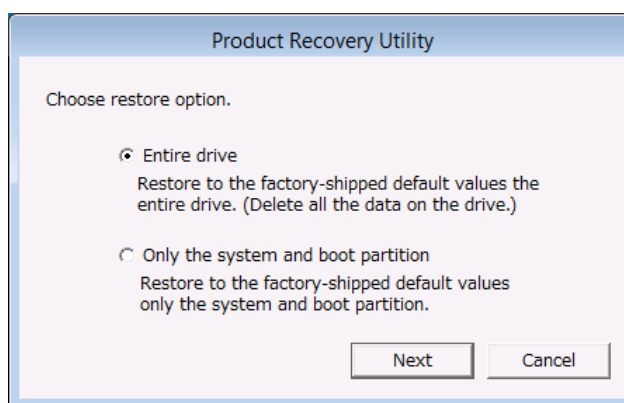 Product Recovery Utility
Choose restore option.
Entire drive
Restore to the factory-shipped default values the
entire drive. (Delete all the data on the drive.)
Only the system and boot partition
Restore to the factory-shipped default values
only the system and boot partition.
Next Cancel